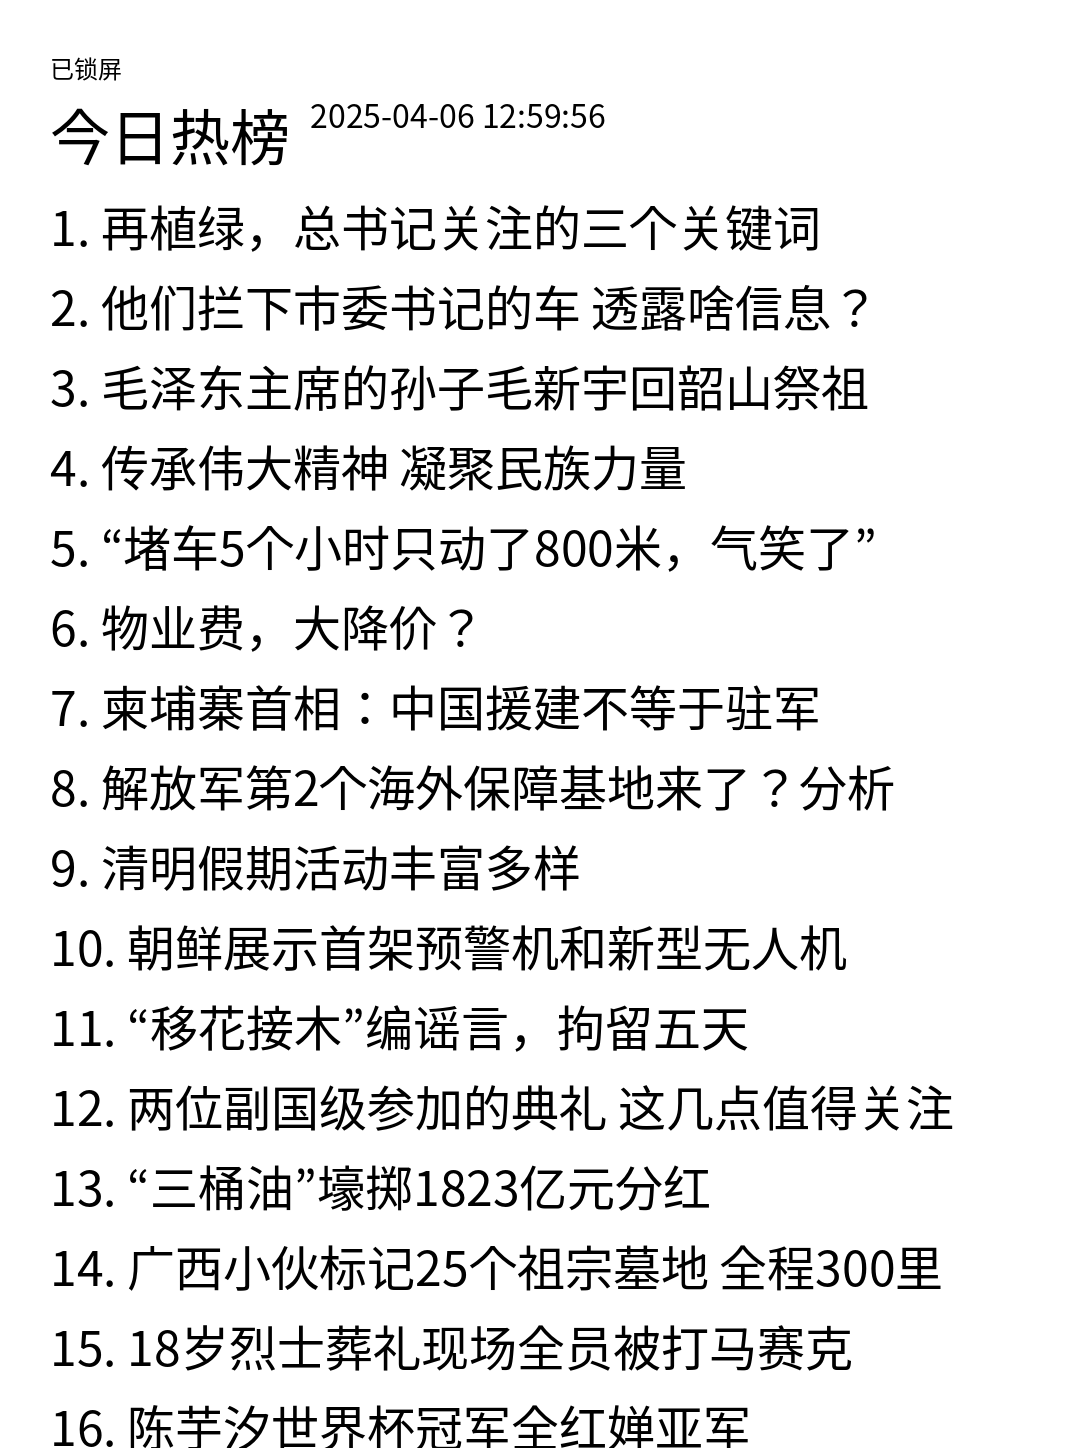 已锁屏
今日热榜 2025-04-06 12:59:56
1. 再植绿，总书记关注的三个关键词
2. 他们拦下市委书记的车 透露啥信息？
3. 毛泽东主席的孙子毛新宇回韶山祭祖
4. 传承伟大精神 凝聚民族力量
5. “堵车5个小时只动了800米，气笑了”
6. 物业费，大降价？
7. 柬埔寨首相：中国援建不等于驻军
8. 解放军第2个海外保障基地来了？分析
9. 清明假期活动丰富多样
10. 朝鲜展示首架预警机和新型无人机
11. “移花接木”编谣言，拘留五天
12. 两位副国级参加的典礼 这几点值得关注
13. “三桶油”壕掷1823亿元分红
14. 广西小伙标记25个祖宗墓地 全程300里
15. 18岁烈士葬礼现场全员被打马赛克
16. 陈芋汐世界杯冠军全红婵亚军